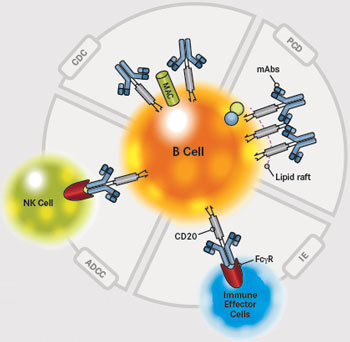 CDC
PCD
mAbs
MAC
B Cell
Lipid raft
NK Cell
CD20
FcγR
Immune
Effector
Cells
ADCC
IE